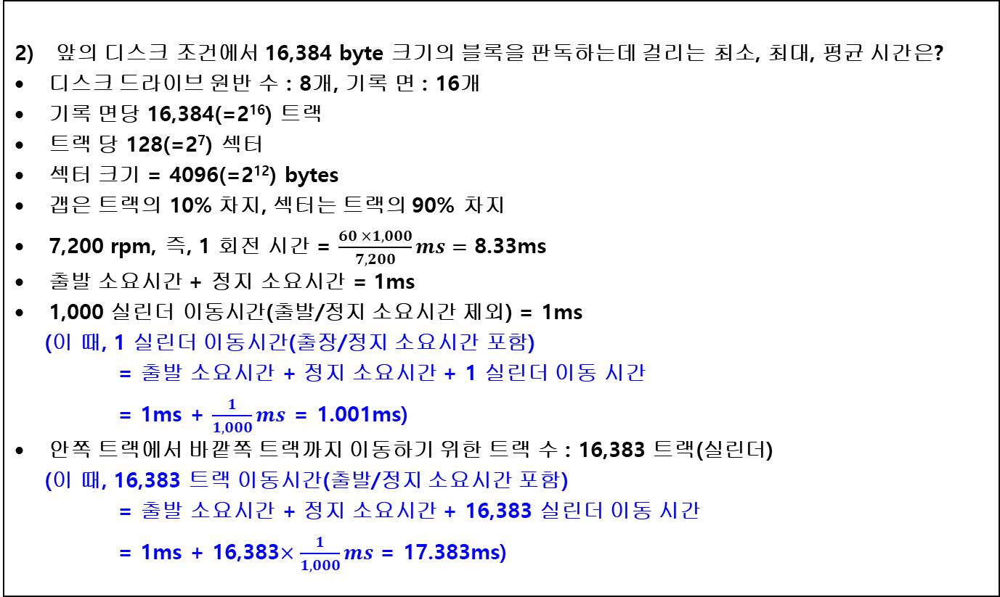 2) 앞의 디스크 조건에서 16,384 byte 크기의 블록을 판독하는데 걸리는 최소, 최대, 평균 시간은?
• 디스크 드라이브 원반 수 : 8개, 기록 면 : 16개
• 기록 면당 16,384(=2¹⁶) 트랙
• 트랙 당 128(=2⁷) 섹터
• 섹터 크기 = 4096(=2¹²) bytes
• 갭은 트랙의 10% 차지, 섹터는 트랙의 90% 차지
• 7,200 rpm, 즉, 1 회전 시간 = \frac{60 ×1,000}{7,200} ms = 8.33ms
• 출발 소요시간 + 정지 소요시간 = 1ms
• 1,000 실린더 이동시간(출발/정지 소요시간 제외) = 1ms
(이 때, 1 실린더 이동시간(출장/정지 소요시간 포함)
= 출발 소요시간 + 정지 소요시간 + 1 실린더 이동 시간
= 1ms + \frac{1}{1,000} ms = 1.001ms)
• 안쪽 트랙에서 바깥쪽 트랙까지 이동하기 위한 트랙 수 : 16,383 트랙(실린더)
(이 때, 16,383 트랙 이동시간(출발/정지 소요시간 포함)
= 출발 소요시간 + 정지 소요시간 + 16,383 실린더 이동 시간
= 1ms + 16,383× \frac{1}{1,000} ms = 17.383ms)